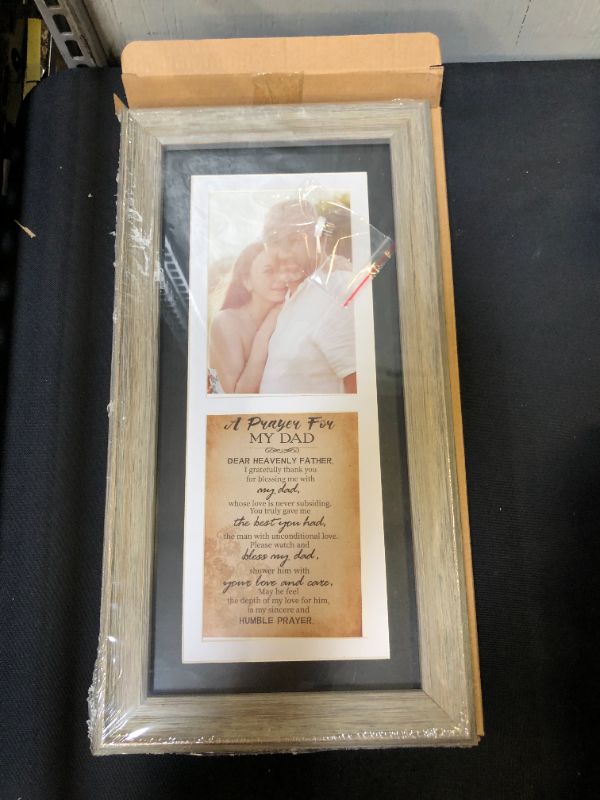 A Prayer For
MY DAD
DEAR HEAVENLY FATHER,
I gratefully thank you
for blessing me with
my dad,
whose love is never subsiding.
You truly gave me
the best you had,
the man with unconditional love.
Please watch and
bless my dad,
shower him with
your love and care.
May he feel
the depth of my love for him,
is my sincere and
HUMBLE PRAYER.